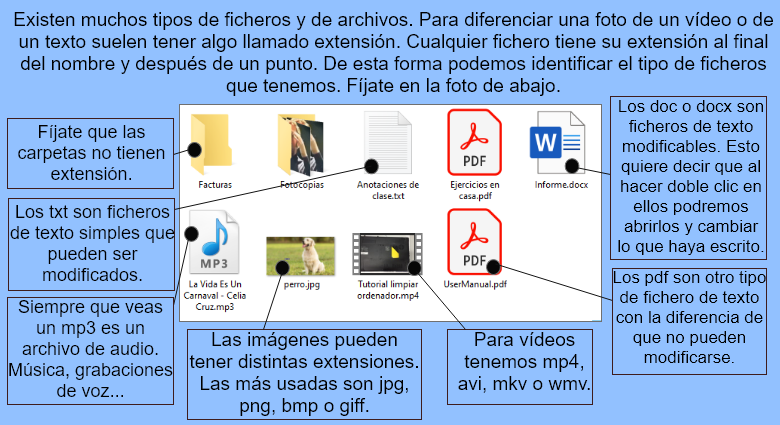 Existen muchos tipos de ficheros y de archivos. Para diferenciar una foto de un vídeo o de
un texto suelen tener algo llamado extensión. Cualquier fichero tiene su extensión al final
del nombre y después de un punto. De esta forma podemos identificar el tipo de ficheros
que tenemos. Fíjate en la foto de abajo.
Fíjate que las
carpetas no tienen
extensión.
Facturas
Fotocopias
Anotaciones de
clase.txt
PDF
Ejercicios en
casa.pdf
W
Informe.docx
Los doc o docx son
ficheros de texto
modificables. Esto
quiere decir que al
hacer doble clic en
ellos podremos
abrirlos y cambiar
lo que haya escrito.
Los txt son ficheros
de texto simples que
pueden ser
modificados.
MP3
La Vida Es Un
Carnaval - Celia
Cruz.mp3
perro.jpg
Tutorial limpiar
ordenador.mp4
PDF
UserManual.pdf
Los pdf son otro tipo
de fichero de texto
con la diferencia de
que no pueden
modificarse.
Siempre que veas
un mp3 es un
archivo de audio.
Música, grabaciones
de voz...
Las imágenes pueden
tener distintas extensiones.
Las más usadas son jpg,
png, bmp o giff.
Para vídeos
tenemos mp4,
avi, mkv o wmv.